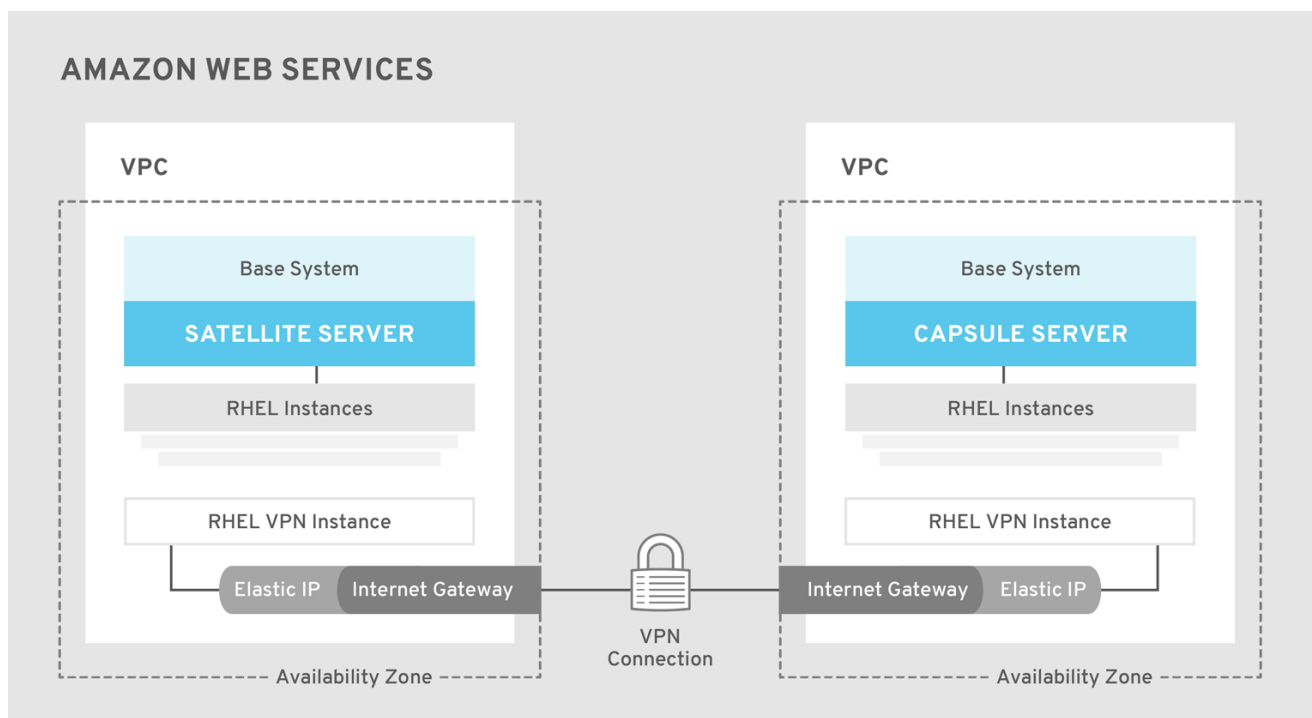 AMAZON WEB SERVICES
VPC
Base System
SATELLITE SERVER
RHEL Instances
RHEL VPN Instance
Elastic IP
Internet Gateway
Availability Zone
VPN
Connection
VPC
Base System
CAPSULE SERVER
RHEL Instances
RHEL VPN Instance
Internet Gateway
Elastic IP
Availability Zone